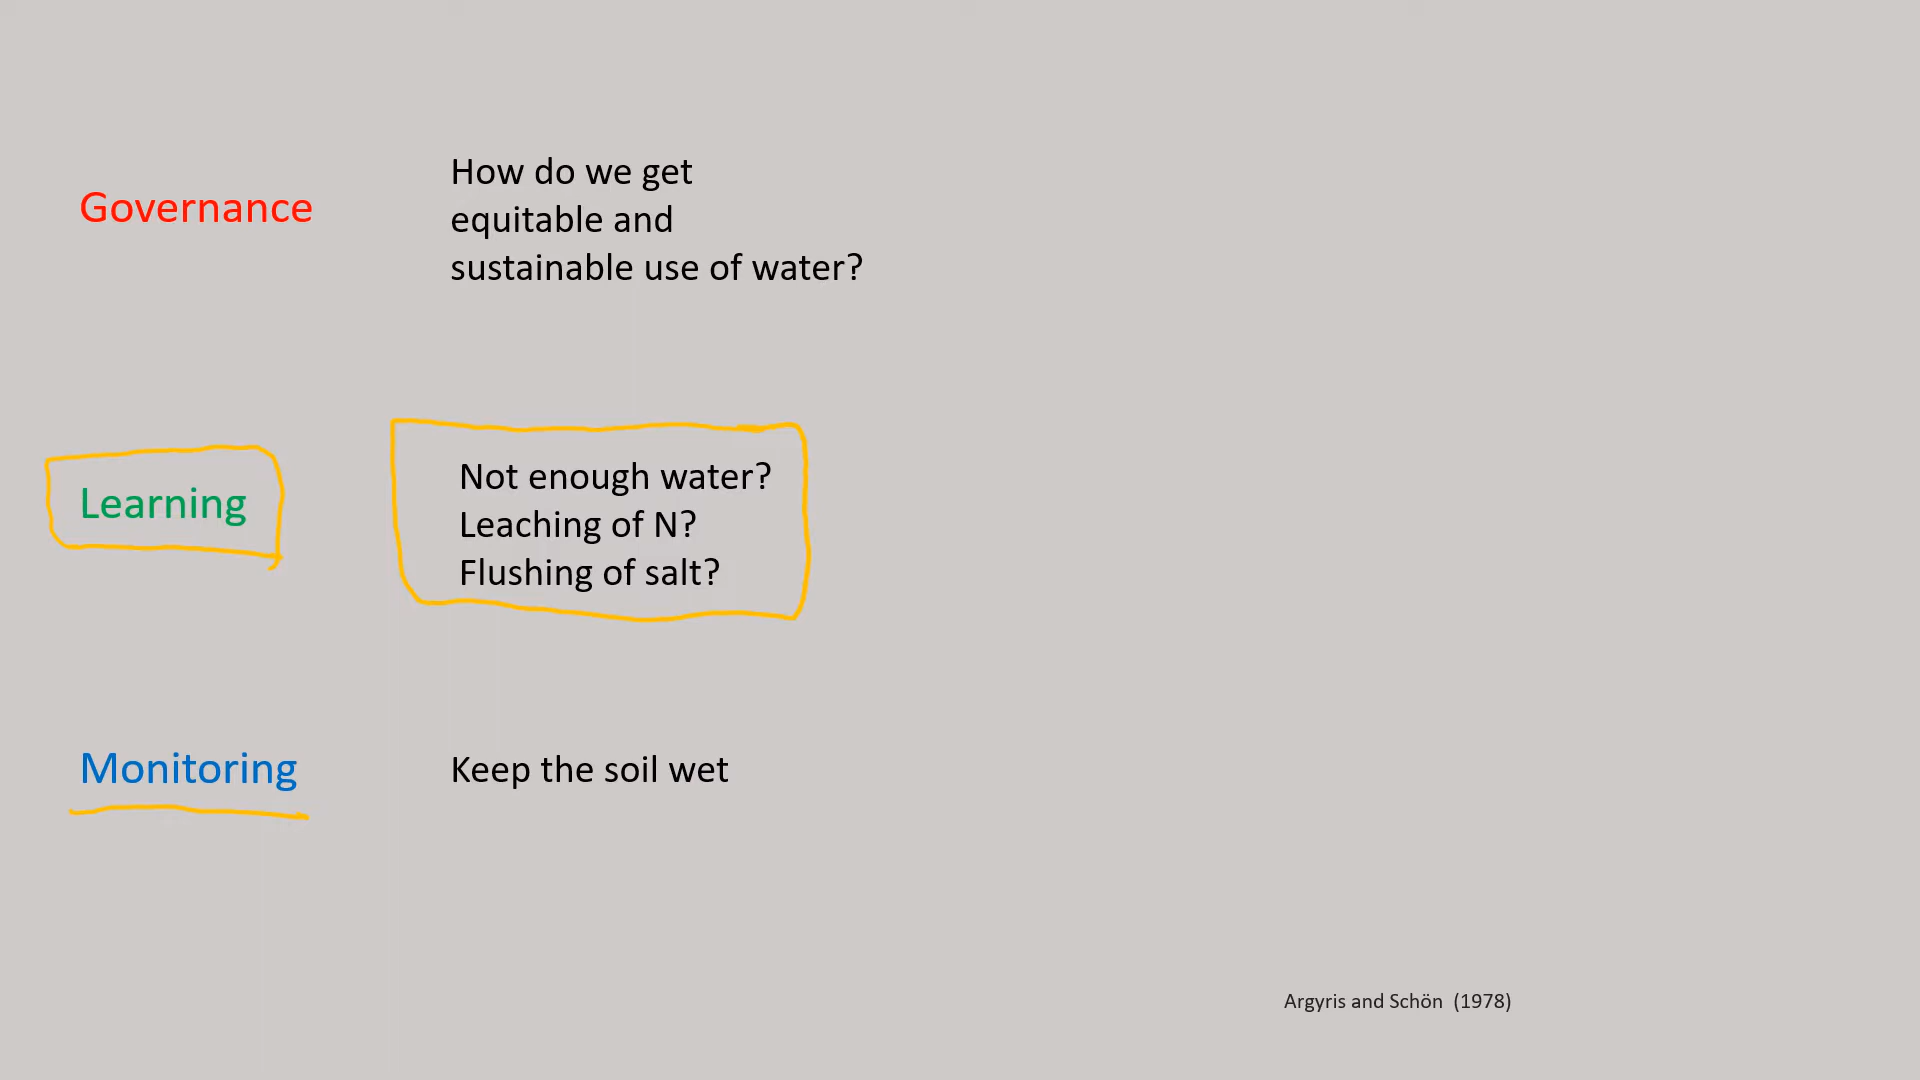 Governance
How do we get
equitable and
sustainable use of water?
Learning
Not enough water?
Leaching of N?
Flushing of salt?
Monitoring
Keep the soil wet
Argyris and Schön (1978)